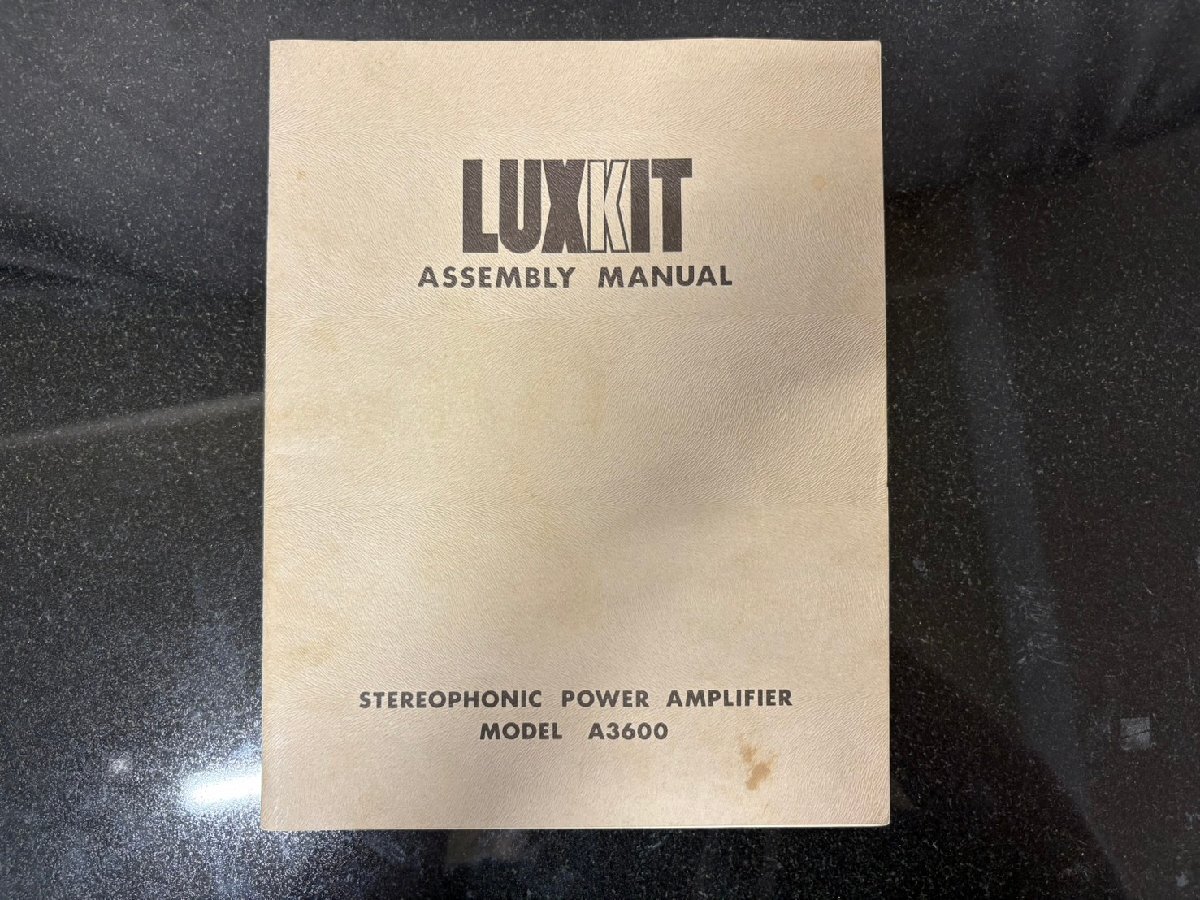 LUXKIT
ASSEMBLY MANUAL
STEREOPHONIC POWER AMPLIFIER
MODEL A3600